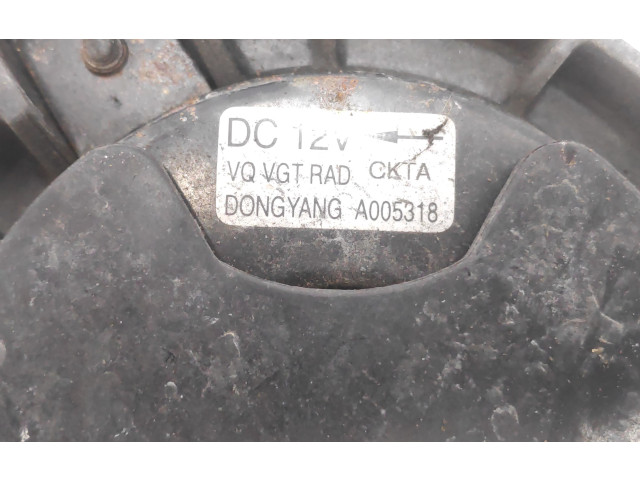 DC 12V
VQ VGT RAD CKTA
DONGYANG A005318